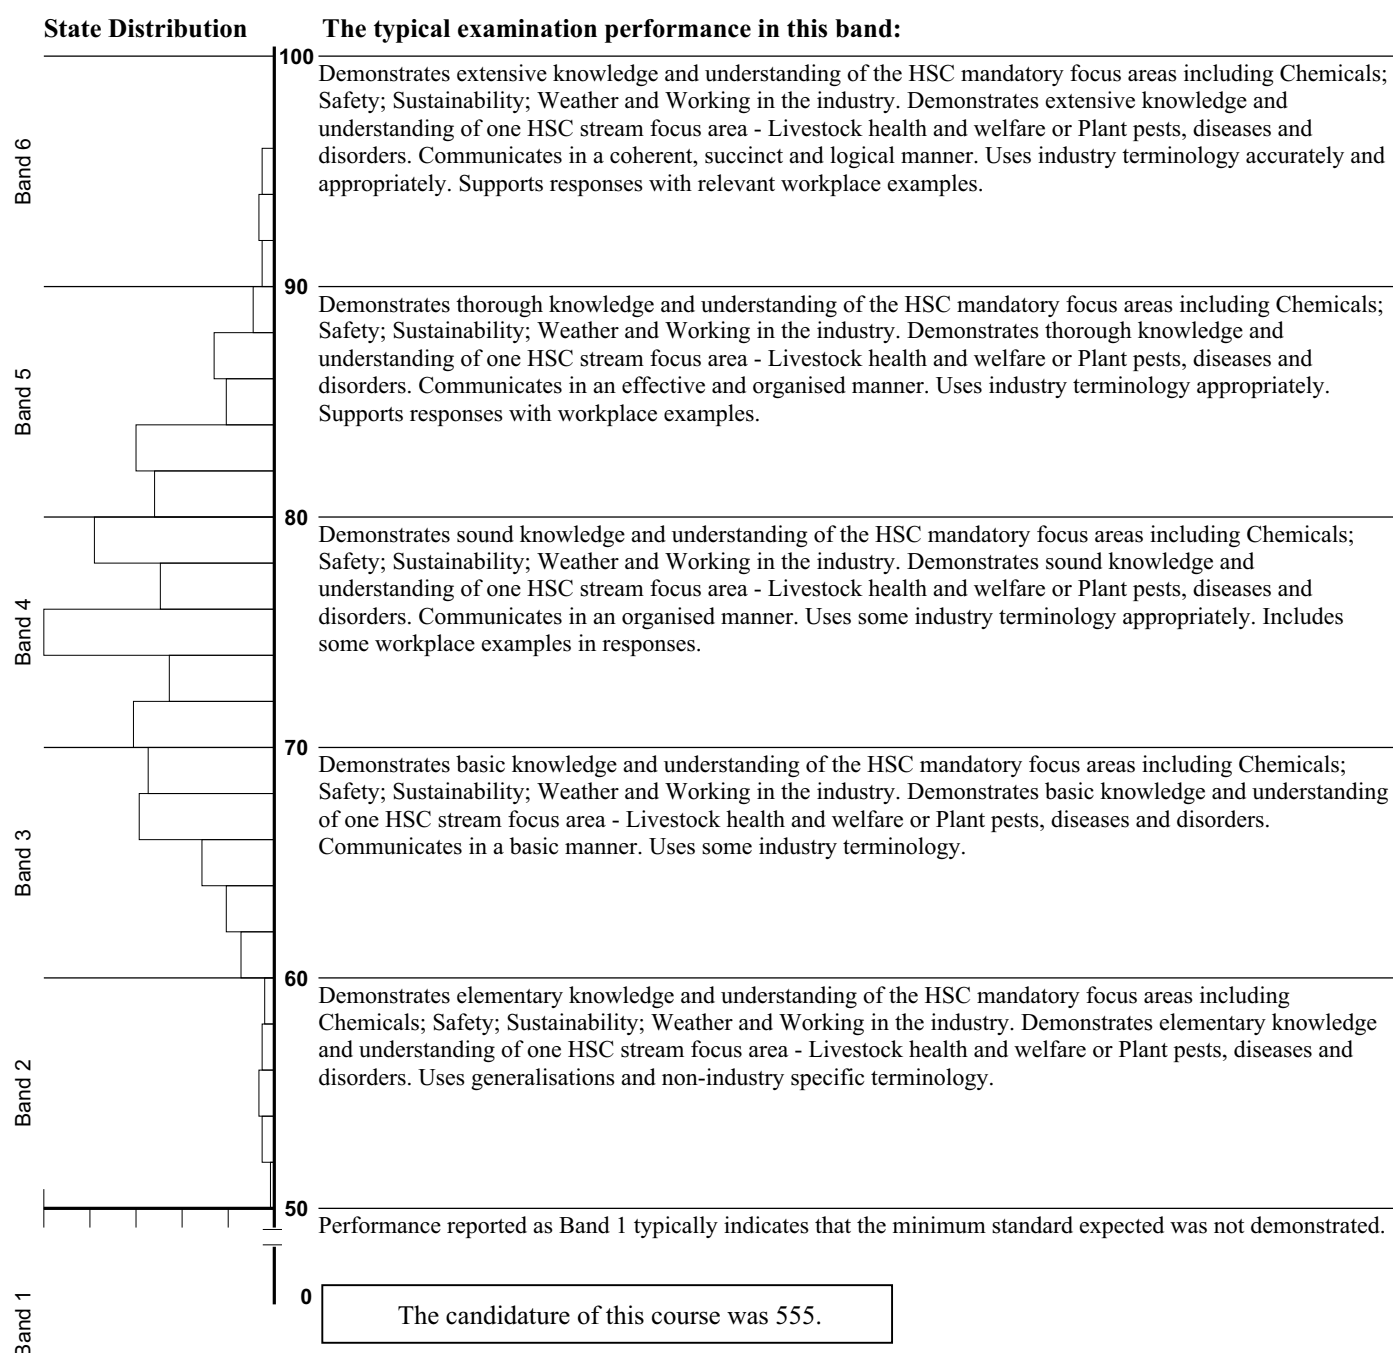 State Distribution
The typical examination performance in this band:
100
Band 6
Demonstrates extensive knowledge and understanding of the HSC mandatory focus areas including Chemicals;
Safety; Sustainability; Weather and Working in the industry. Demonstrates extensive knowledge and
understanding of one HSC stream focus area - Livestock health and welfare or Plant pests, diseases and
disorders. Communicates in a coherent, succinct and logical manner. Uses industry terminology accurately and
appropriately. Supports responses with relevant workplace examples.
90
Band 5
Demonstrates thorough knowledge and understanding of the HSC mandatory focus areas including Chemicals;
Safety; Sustainability; Weather and Working in the industry. Demonstrates thorough knowledge and
understanding of one HSC stream focus area - Livestock health and welfare or Plant pests, diseases and
disorders. Communicates in an effective and organised manner. Uses industry terminology appropriately.
Supports responses with workplace examples.
80
Band 4
Demonstrates sound knowledge and understanding of the HSC mandatory focus areas including Chemicals;
Safety; Sustainability; Weather and Working in the industry. Demonstrates sound knowledge and
understanding of one HSC stream focus area - Livestock health and welfare or Plant pests, diseases and
disorders. Communicates in an organised manner. Uses some industry terminology appropriately. Includes
some workplace examples in responses.
70
Band 3
Demonstrates basic knowledge and understanding of the HSC mandatory focus areas including Chemicals;
Safety; Sustainability; Weather and Working in the industry. Demonstrates basic knowledge and understanding
of one HSC stream focus area - Livestock health and welfare or Plant pests, diseases and disorders.
Communicates in a basic manner. Uses some industry terminology.
60
Band 2
Demonstrates elementary knowledge and understanding of the HSC mandatory focus areas including
Chemicals; Safety; Sustainability; Weather and Working in the industry. Demonstrates elementary knowledge
and understanding of one HSC stream focus area - Livestock health and welfare or Plant pests, diseases and
disorders. Uses generalisations and non-industry specific terminology.
50
Performance reported as Band 1 typically indicates that the minimum standard expected was not demonstrated.
0
Band 1
The candidature of this course was 555.